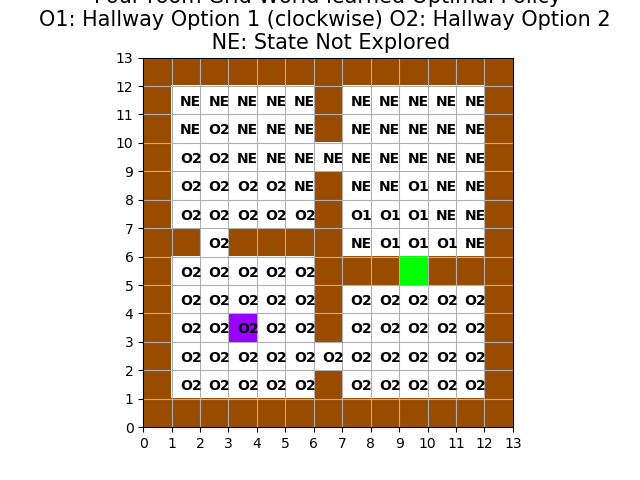 Four room Grid World learned Optimal Policy
O1: Hallway Option 1 (clockwise) O2: Hallway Option 2
NE: State Not Explored
13
12
NE NE NE NE NE NE NE NE NE NE
11
NE O2 NE NE NE NE NE NE NE NE
10
O2 O2 NE NE NE NE NE NE NE NE NE
9
O2 O2 O2 O2 NE NE NE O1 NE NE
8
O2 O2 O2 O2 O2 O1 O1 O1 NE NE
7
O2 NE O1 O1 O1 NE
6
O2 O2 O2 O2 O2
5
O2 O2 O2 O2 O2 O2 O2 O2 O2 O2
4
O2 O2 O2 O2 O2 O2 O2 O2 O2 O2
3
O2 O2 O2 O2 O2 O2 O2 O2 O2 O2 O2
2
O2 O2 O2 O2 O2 O2 O2 O2 O2 O2
1
0
0 1 2 3 4 5 6 7 8 9 10 11 12 13